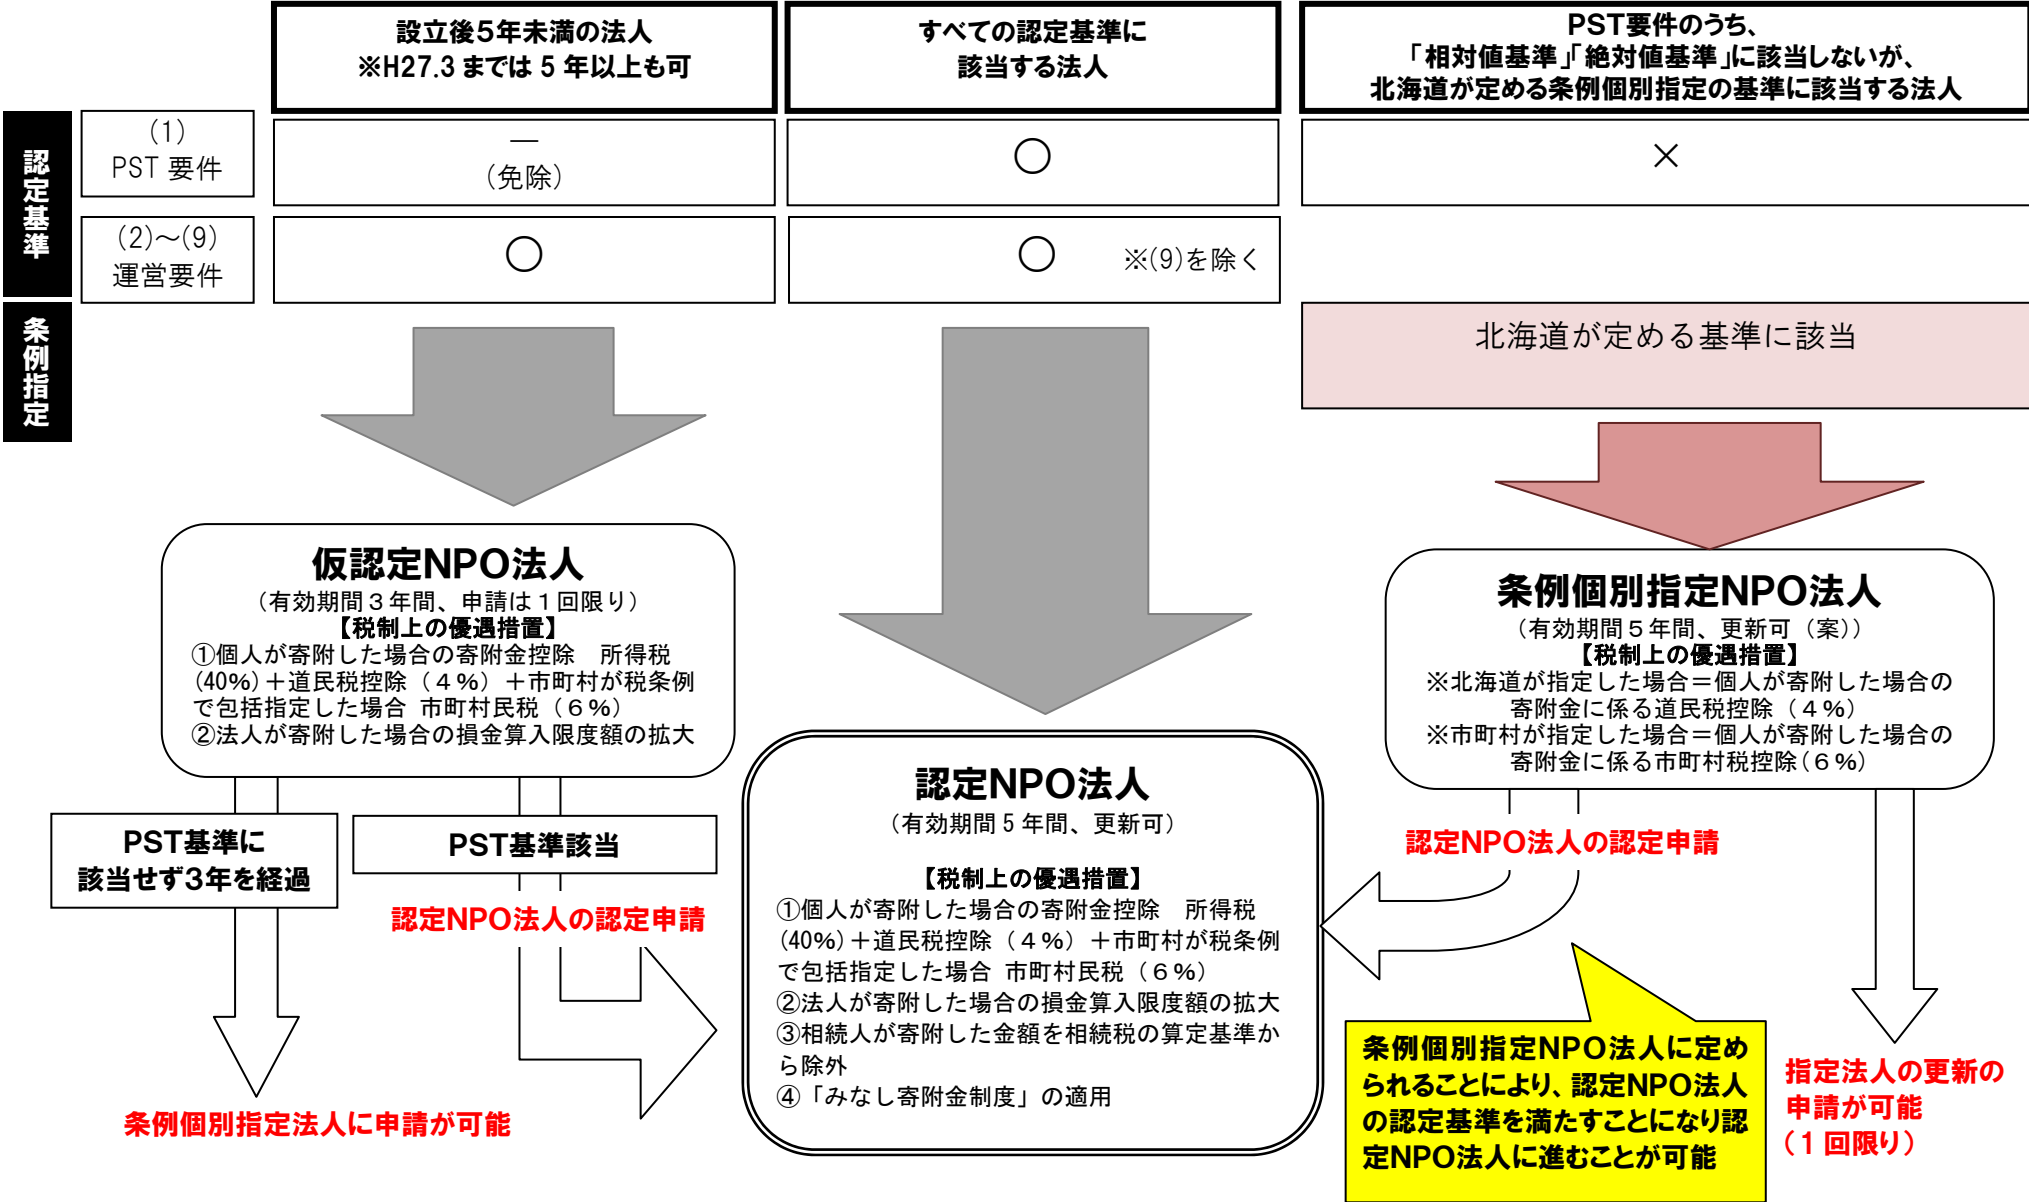 設立後5年未満の法人
※H27.3 までは 5 年以上も可
すべての認定基準に
該当する法人
PST要件のうち、
「相対値基準」「絶対値基準」に該当しないが、
北海道が定める条例個別指定の基準に該当する法人
認定基準
(1)
PST 要件
―
(免除)
○
×
(2)～(9)
運営要件
○
○ ※(9)を除く
条例指定
北海道が定める基準に該当
仮認定NPO法人
（有効期間３年間、申請は１回限り）
【税制上の優遇措置】
①個人が寄附した場合の寄附金控除　所得税
(40%)＋道民税控除（４%）＋市町村が税条例
で包括指定した場合 市町村民税（６%）
②法人が寄附した場合の損金算入限度額の拡大
PST基準に
該当せず3年を経過
条例個別指定法人に申請が可能
PST基準該当
認定NPO法人の認定申請
認定NPO法人
（有効期間 5 年間、更新可）
【税制上の優遇措置】
①個人が寄附した場合の寄附金控除　所得税
(40%)＋道民税控除（４%）＋市町村が税条例
で包括指定した場合 市町村民税（６%）
②法人が寄附した場合の損金算入限度額の拡大
③相続人が寄附した金額を相続税の算定基準か
ら除外
④「みなし寄附金制度」の適用
条例個別指定NPO法人
（有効期間５年間、更新可（案））
【税制上の優遇措置】
※北海道が指定した場合＝個人が寄附した場合の
寄附金に係る道民税控除（４%）
※市町村が指定した場合＝個人が寄附した場合の
寄附金に係る市町村税控除(６%)
認定NPO法人の認定申請
条例個別指定NPO法人に定め
られることにより、認定NPO法人
の認定基準を満たすことになり認
定NPO法人に進むことが可能
指定法人の更新の
申請が可能
（1 回限り）